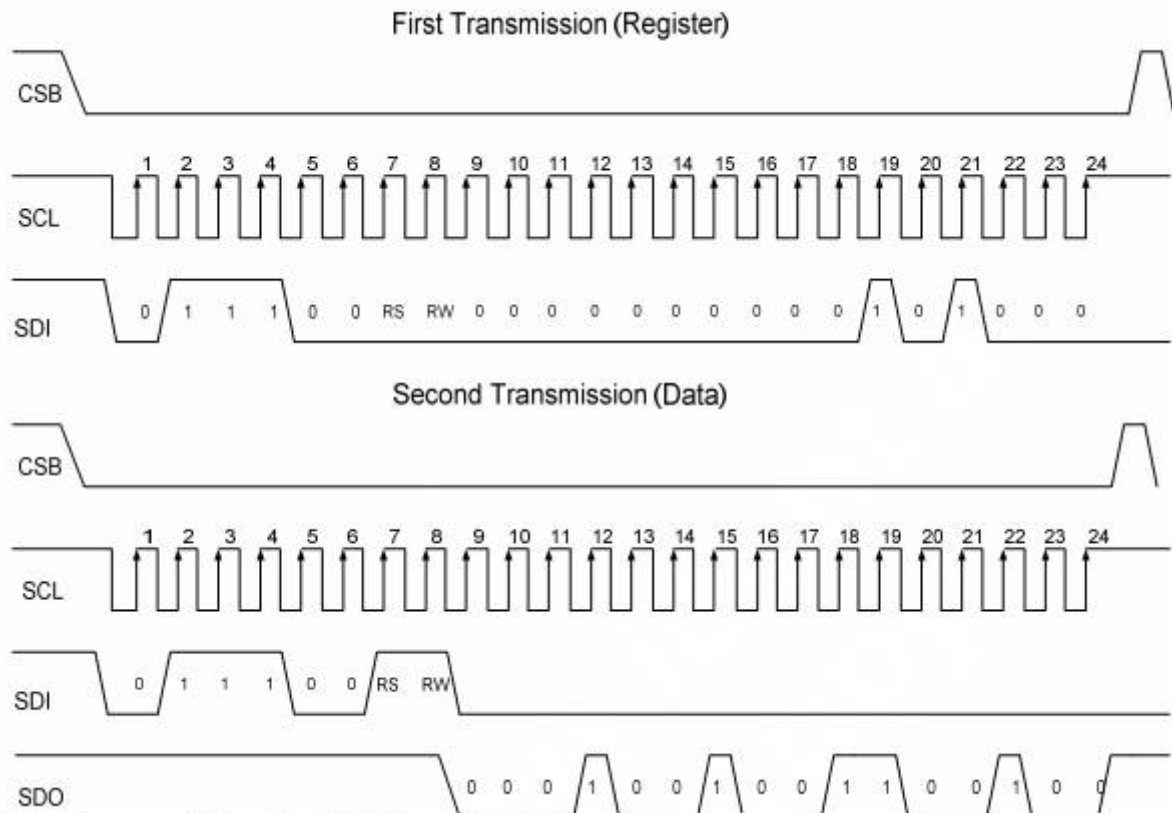 First Transmission (Register)
CSB
1 2 3 4 5 6 7 8 9 10 11 12 13 14 15 16 17 18 19 20 21 22 23 24
SCL
0 1 1 1 0 0 RS RW 0 0 0 0 0 0 0 0 0 0 1 0 1 0 0 0
SDI
Second Transmission (Data)
CSB
1 2 3 4 5 6 7 8 9 10 11 12 13 14 15 16 17 18 19 20 21 22 23 24
SCL
0 1 1 1 0 0 RS RW
SDI
0 0 0 1 0 0 1 0 0 1 1 0 0 1 0 0
SDO